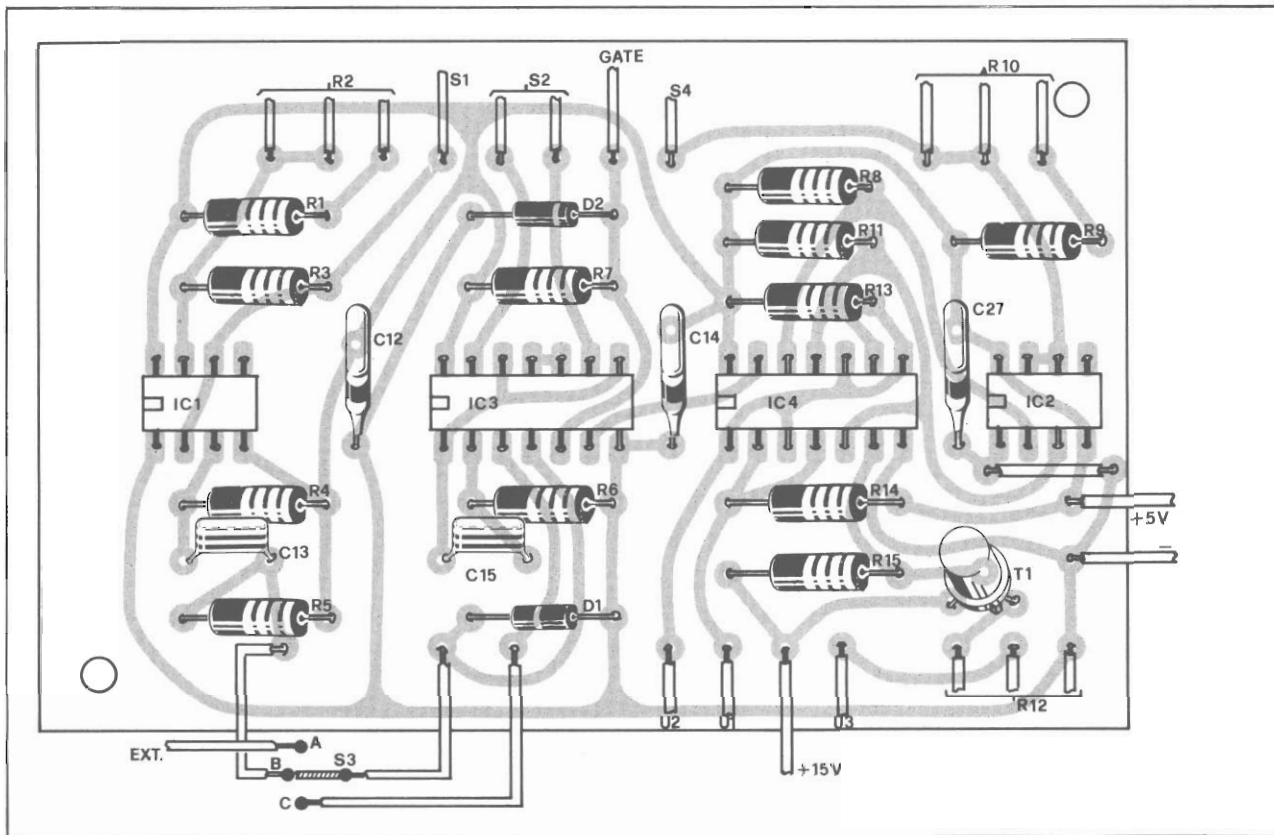 GATE
R2
S1
S2
S4
R10
R1
D2
R8
R11
R9
R3
R7
R13
C12
C14
C27
IC1
IC3
IC4
IC2
R4
R6
R14
+5V
C13
C15
R15
T1
-
R5
D1
U2
U1
U3
R12
EXT.
A
B
S3
+15V
C